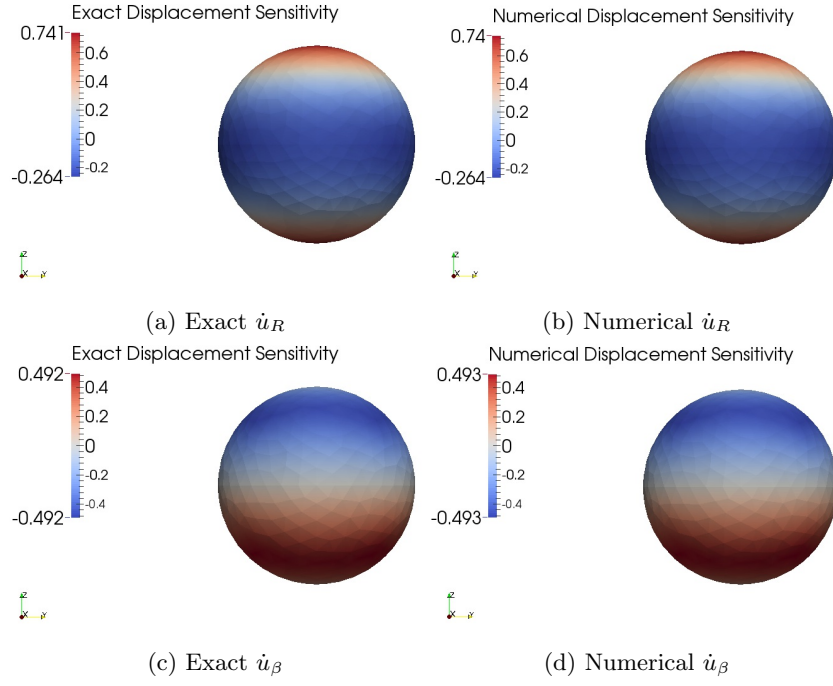 Exact Displacement Sensitivity
0.741
0.6
0.4
0.2
0
-0.2
-0.264
Z
X
Y
(a) Exact u̇_R
Numerical Displacement Sensitivity
0.74
0.6
0.4
0.2
0
-0.2
-0.264
Z
X
Y
(b) Numerical u̇_R
Exact Displacement Sensitivity
0.492
0.4
0.2
0
-0.2
-0.4
-0.492
Z
X
Y
(c) Exact u̇_β
Numerical Displacement Sensitivity
0.493
0.4
0.2
0
-0.2
-0.4
-0.493
Z
X
Y
(d) Numerical u̇_β